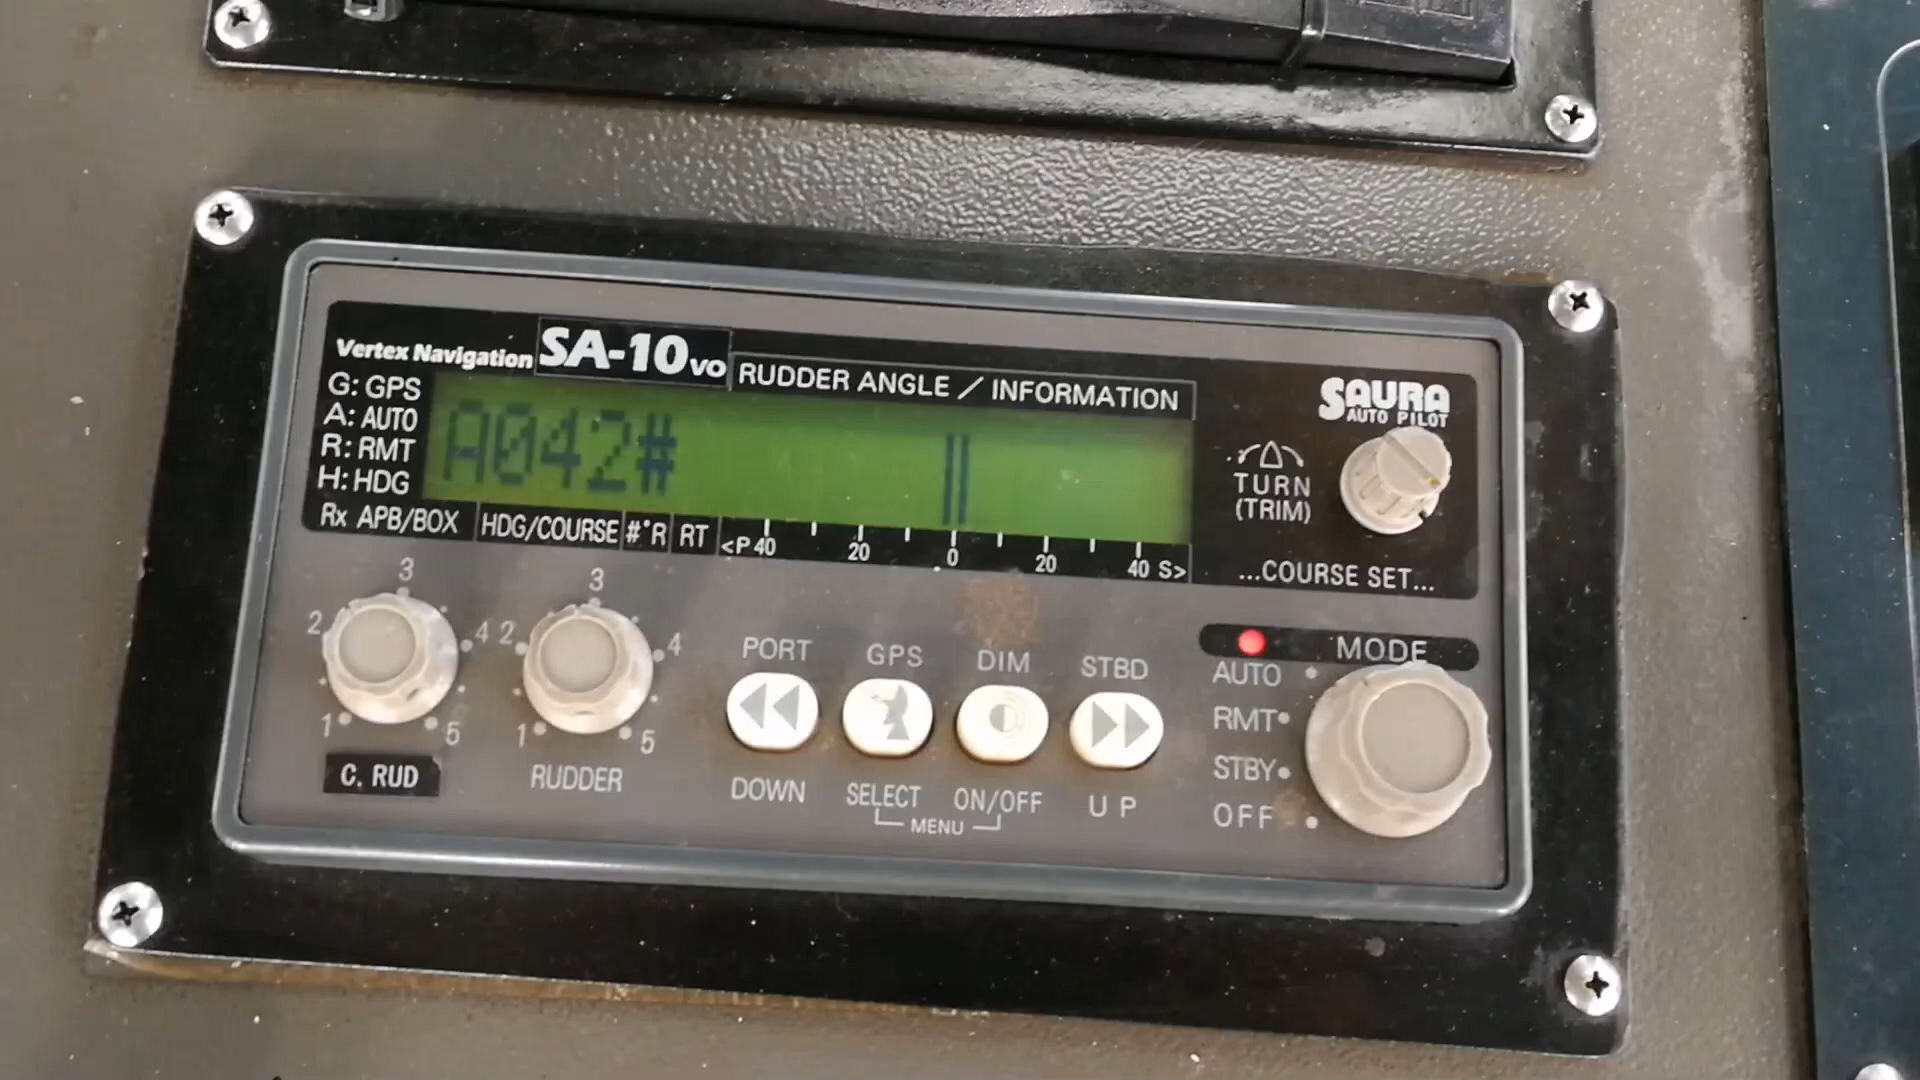 Vertex Navigation SA-10 VO RUDDER ANGLE / INFORMATION
SAURA
AUTO PILOT
G: GPS
A: AUTO
R: RMT
H: HDG
A042#
TURN
(TRIM)
Rx APB/BOX HDG/COURSE #°R RT <P 40 20 0 20 40 S>
...COURSE SET...
3
2 4
1 5
C. RUD
3
2 4
1 5
RUDDER
PORT GPS DIM STBD
DOWN SELECT ON/OFF UP
MENU
MODE
AUTO
RMT
STBY
OFF